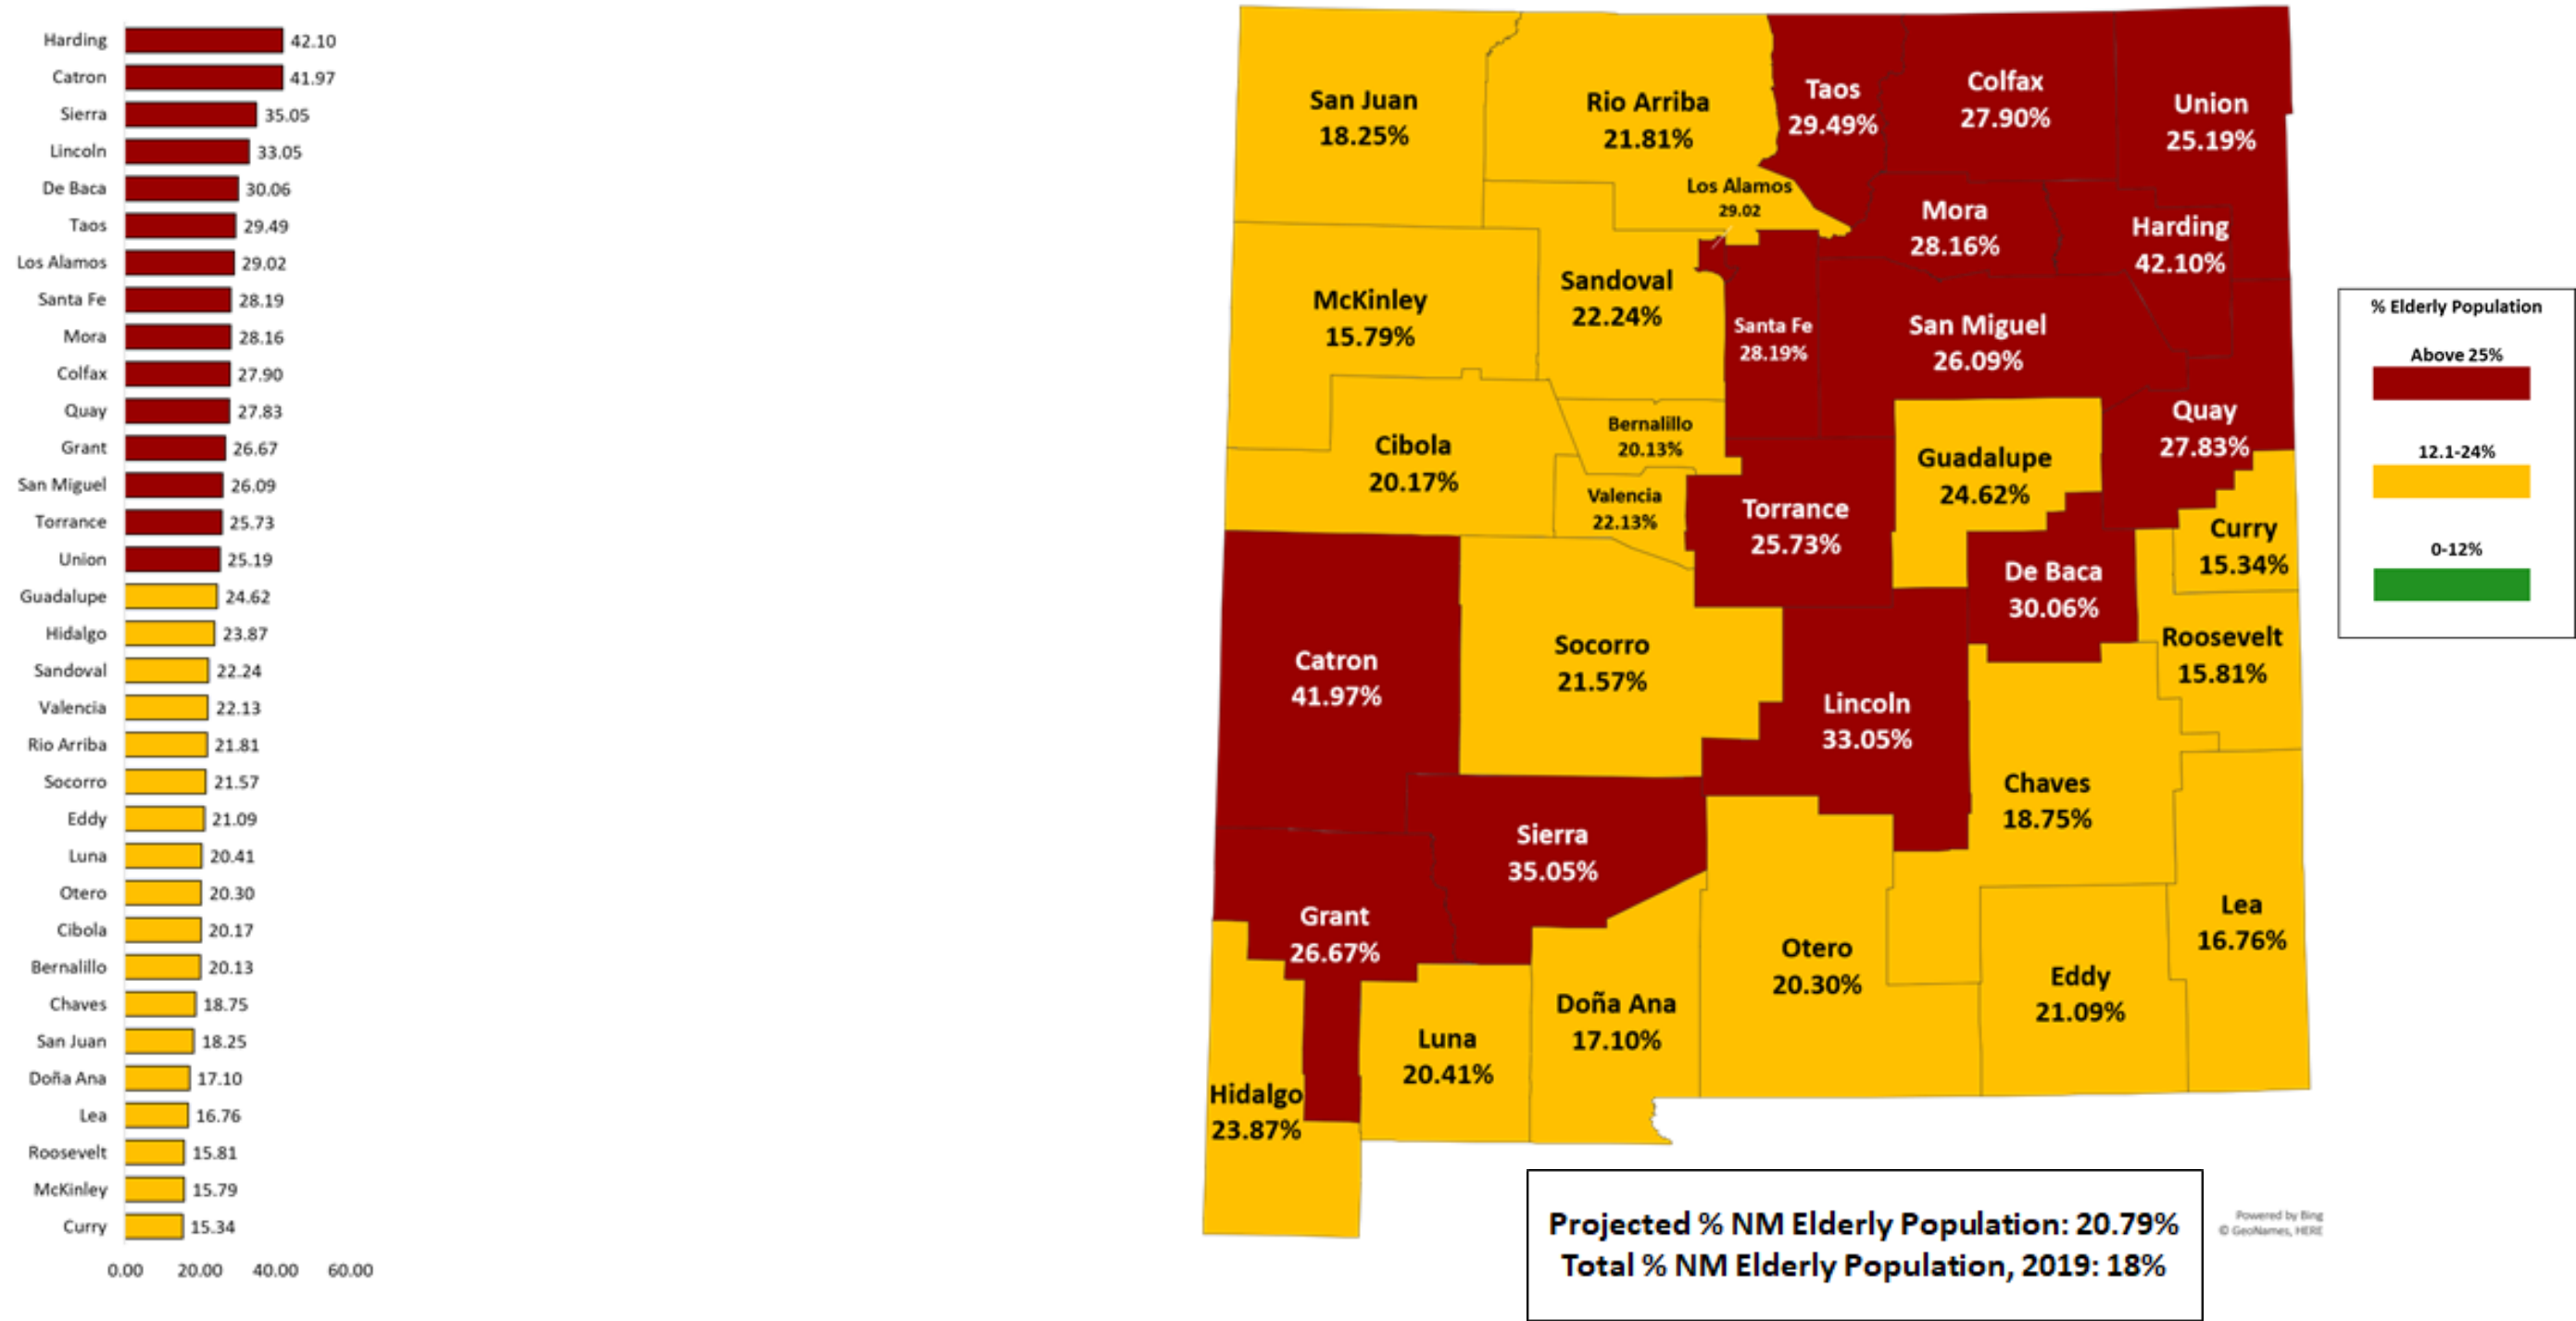 Harding 42.10
Catron 41.97
Sierra 35.05
Lincoln 33.05
De Baca 30.06
Taos 29.49
Los Alamos 29.02
Santa Fe 28.19
Mora 28.16
Colfax 27.90
Quay 27.83
Grant 26.67
San Miguel 26.09
Torrance 25.73
Union 25.19
Guadalupe 24.62
Hidalgo 23.87
Sandoval 22.24
Valencia 22.13
Rio Arriba 21.81
Socorro 21.57
Eddy 21.09
Luna 20.41
Otero 20.30
Cibola 20.17
Bernalillo 20.13
Chaves 18.75
San Juan 18.25
Doña Ana 17.10
Lea 16.76
Roosevelt 15.81
McKinley 15.79
Curry 15.34
0.00 20.00 40.00 60.00
San Juan
18.25%
Rio Arriba
21.81%
Taos
29.49%
Colfax
27.90%
Union
25.19%
Los Alamos
29.02
Mora
28.16%
Harding
42.10%
McKinley
15.79%
Sandoval
22.24%
Santa Fe
28.19%
San Miguel
26.09%
Quay
27.83%
Cibola
20.17%
Bernalillo
20.13%
Valencia
22.13%
Torrance
25.73%
Guadalupe
24.62%
Curry
15.34%
De Baca
30.06%
Roosevelt
15.81%
Catron
41.97%
Socorro
21.57%
Lincoln
33.05%
Chaves
18.75%
Sierra
35.05%
Grant
26.67%
Lea
16.76%
Otero
20.30%
Eddy
21.09%
Doña Ana
17.10%
Luna
20.41%
Hidalgo
23.87%
% Elderly Population
Above 25%
12.1-24%
0-12%
Projected % NM Elderly Population: 20.79%
Total % NM Elderly Population, 2019: 18%
Powered by Bing
© GeoNames, HERE